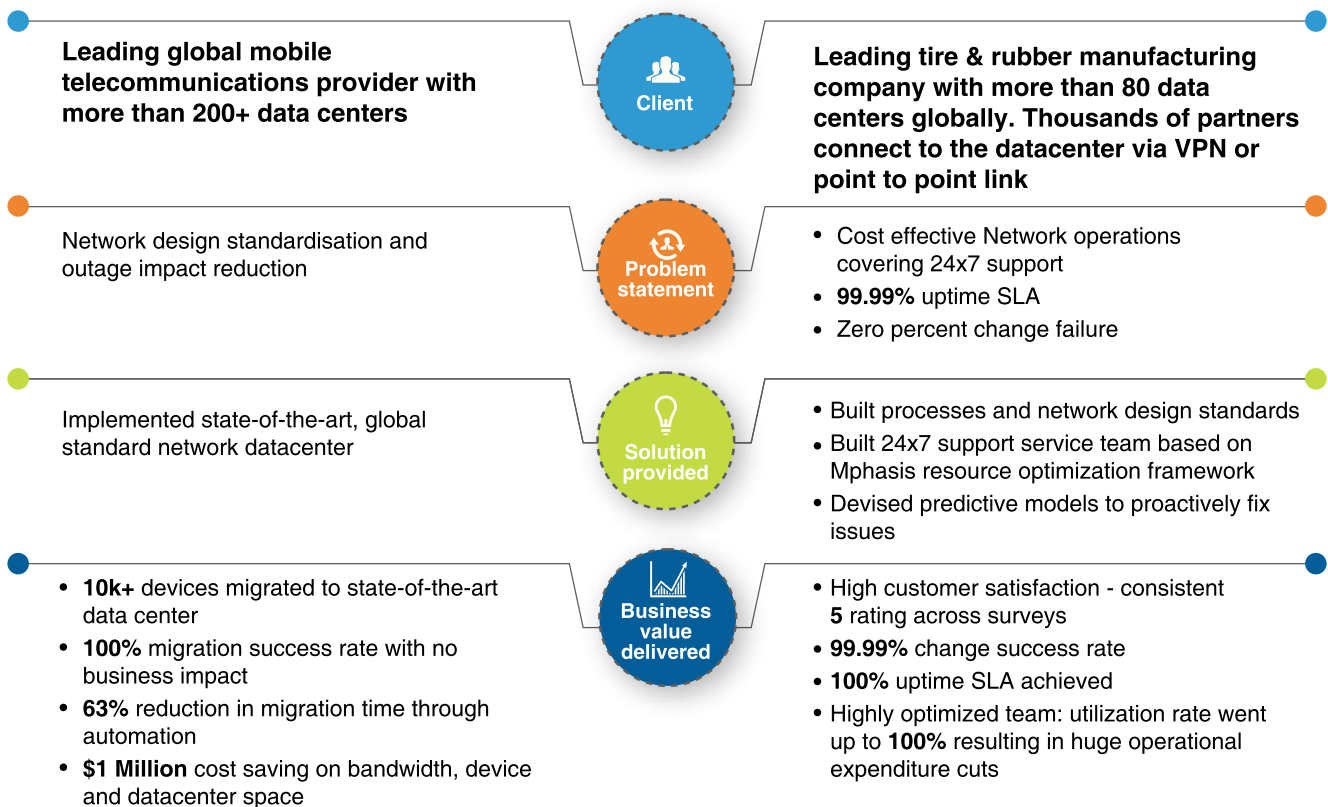 Leading global mobile
telecommunications provider with
more than 200+ data centers
Client
Leading tire & rubber manufacturing
company with more than 80 data
centers globally. Thousands of partners
connect to the datacenter via VPN or
point to point link
Network design standardisation and
outage impact reduction
Problem
statement
• Cost effective Network operations
covering 24x7 support
• 99.99% uptime SLA
• Zero percent change failure
Implemented state-of-the-art, global
standard network datacenter
Solution
provided
• Built processes and network design standards
• Built 24x7 support service team based on
Mphasis resource optimization framework
• Devised predictive models to proactively fix
issues
• 10k+ devices migrated to state-of-the-art
data center
• 100% migration success rate with no
business impact
• 63% reduction in migration time through
automation
• $1 Million cost saving on bandwidth, device
and datacenter space
Business
value
delivered
• High customer satisfaction - consistent
5 rating across surveys
• 99.99% change success rate
• 100% uptime SLA achieved
• Highly optimized team: utilization rate went
up to 100% resulting in huge operational
expenditure cuts